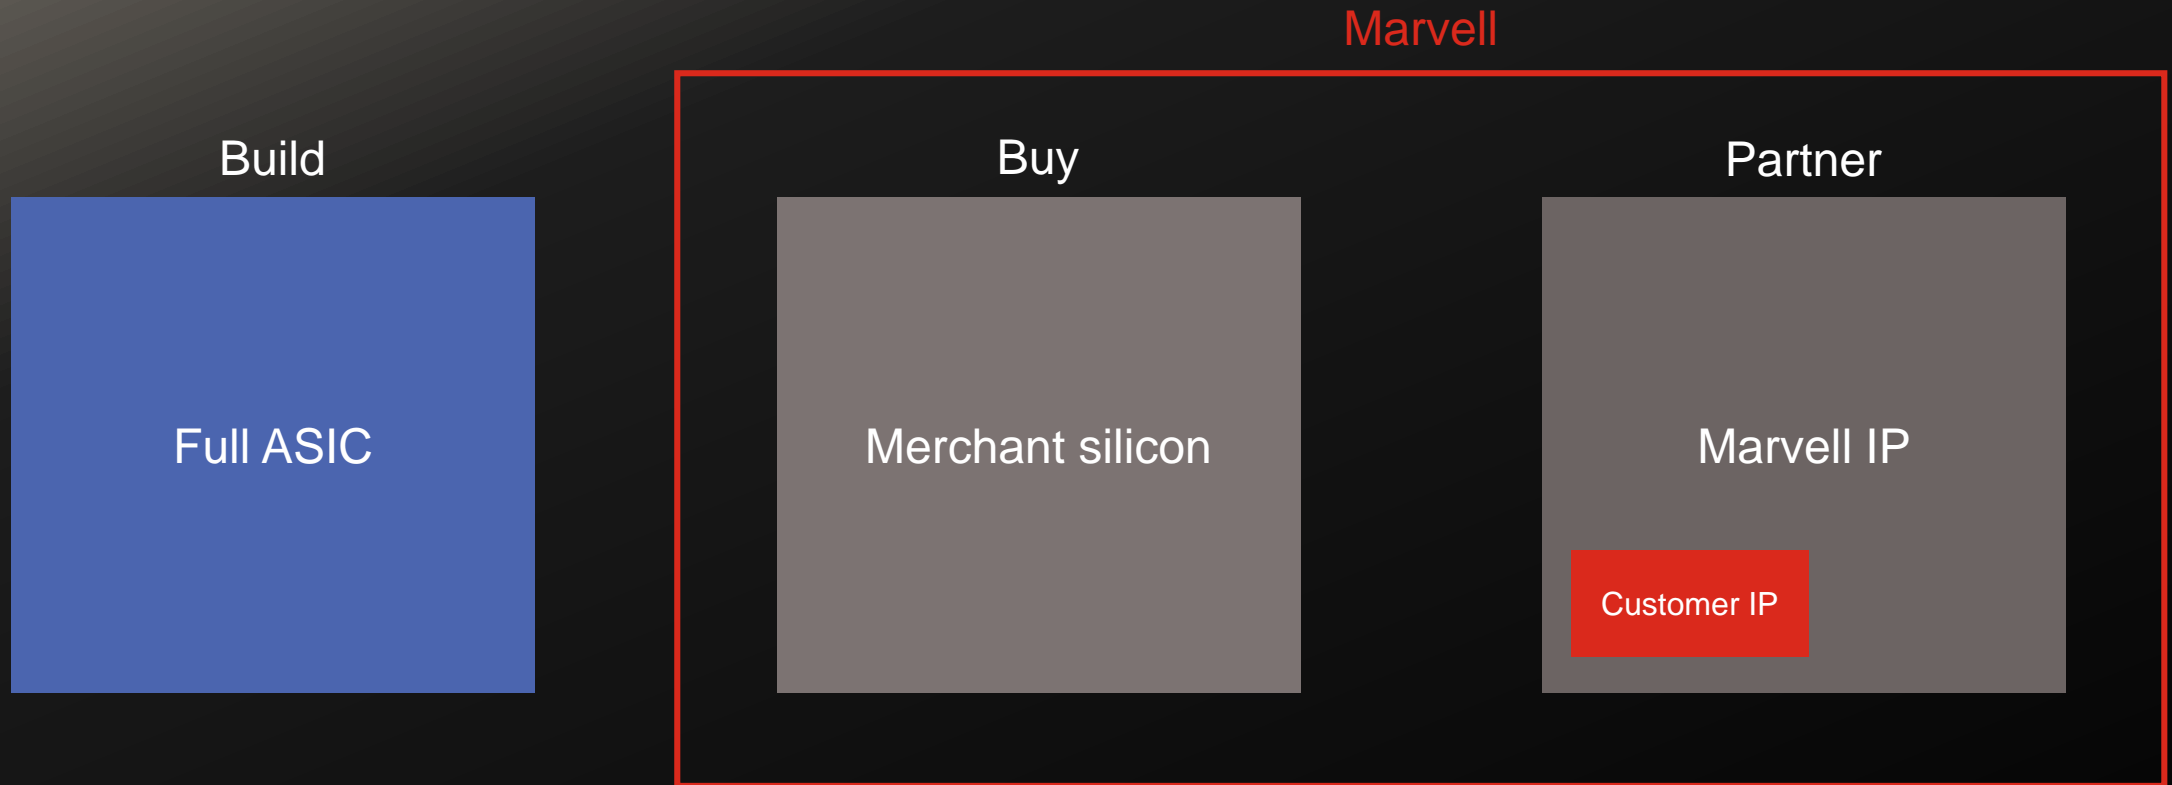 Marvell
Build
Buy
Partner
Full ASIC
Merchant silicon
Marvell IP
Customer IP